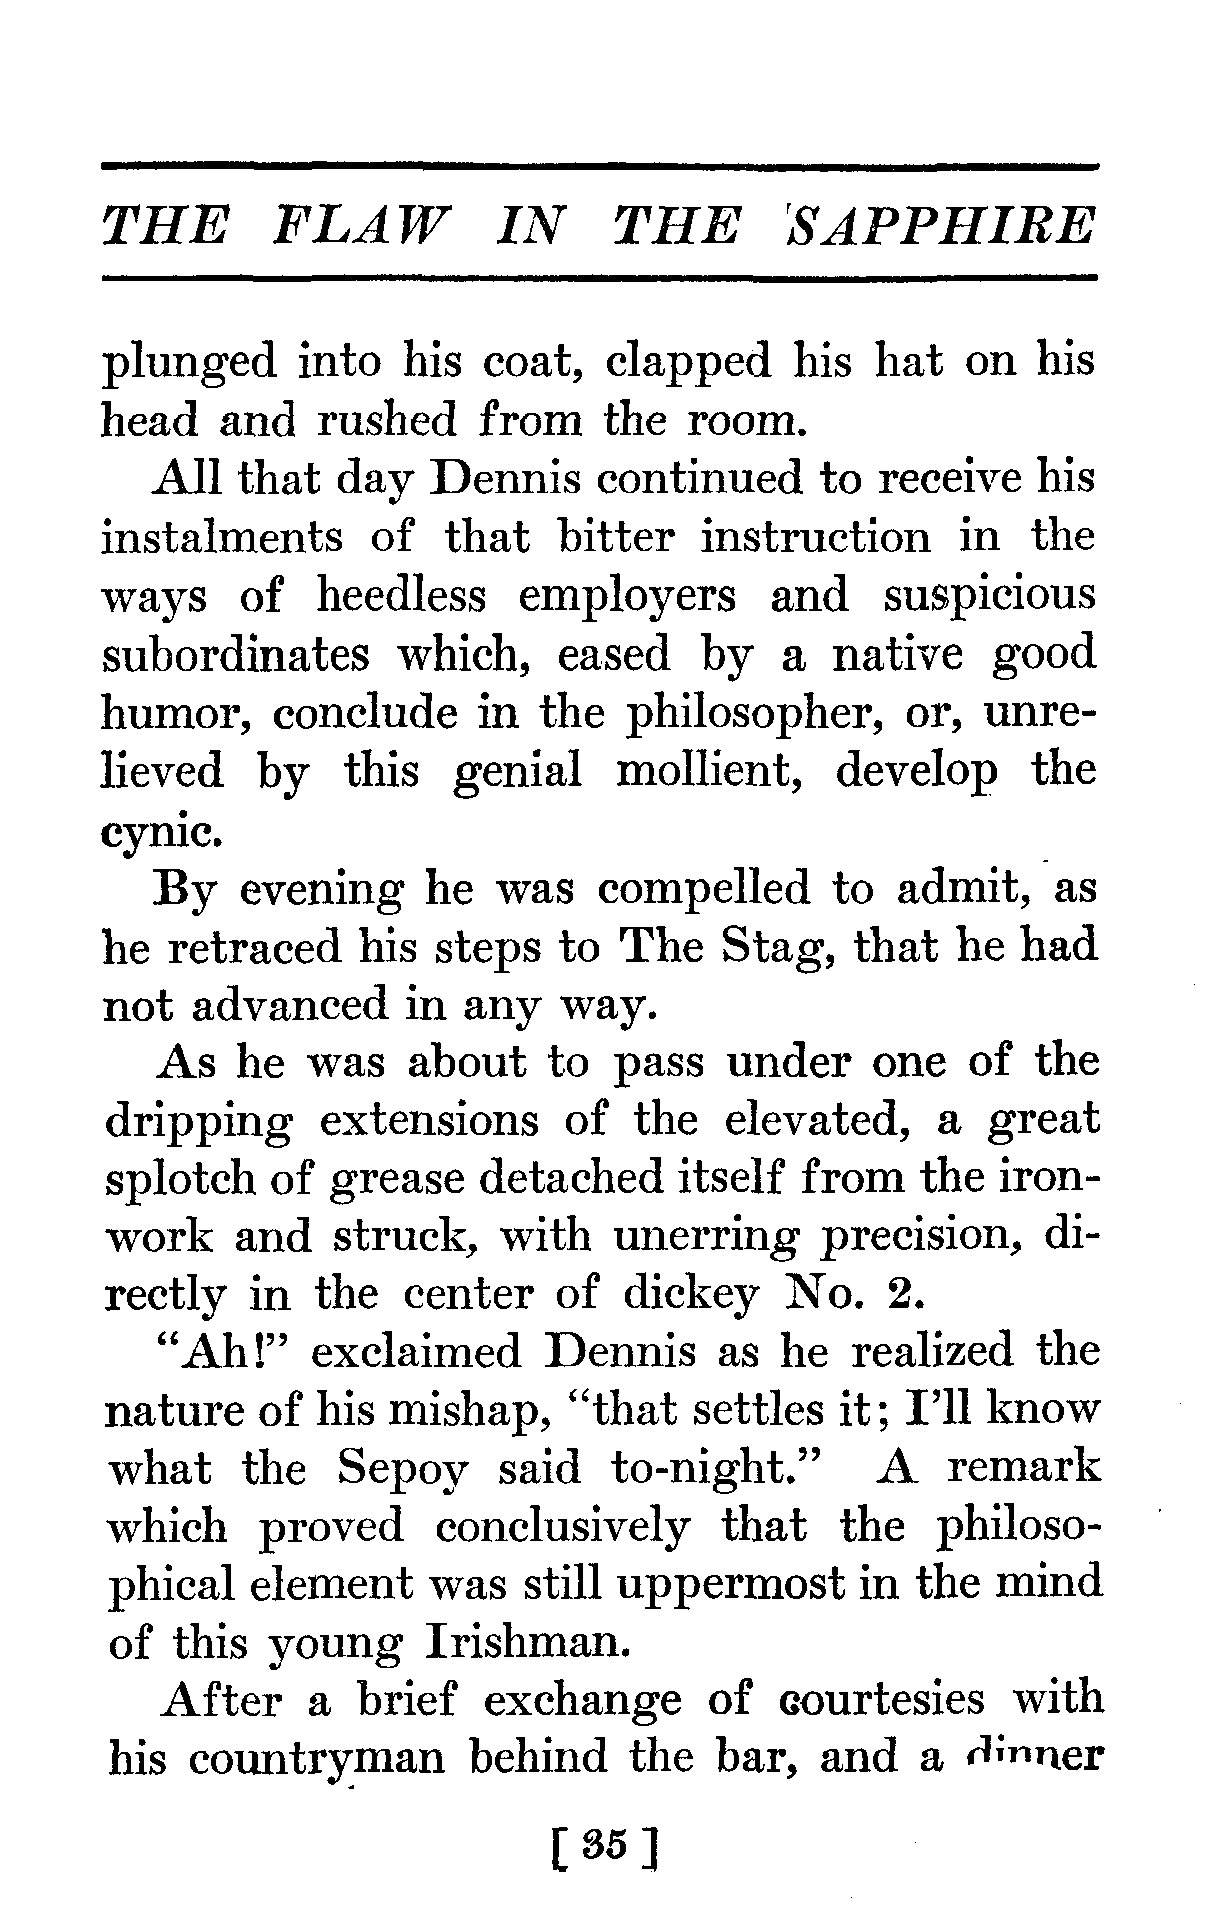 THE FLAW IN THE SAPPHIRE
plunged into his coat, clapped his hat on his
head and rushed from the room.
All that day Dennis continued to receive his
instalments of that bitter instruction in the
ways of heedless employers and suspicious
subordinates which, eased by a native good
humor, conclude in the philosopher, or, unre-
lieved by this genial mollient, develop the
cynic.
By evening he was compelled to admit, as
he retraced his steps to The Stag, that he had
not advanced in any way.
As he was about to pass under one of the
dripping extensions of the elevated, a great
splotch of grease detached itself from the iron-
work and struck, with unerring precision, di-
rectly in the center of dickey No. 2.
“Ah!” exclaimed Dennis as he realized the
nature of his mishap, “that settles it; I’ll know
what the Sepoy said to-night.” A remark
which proved conclusively that the philoso-
phical element was still uppermost in the mind
of this young Irishman.
After a brief exchange of courtesies with
his countryman behind the bar, and a dinner
[ 35 ]